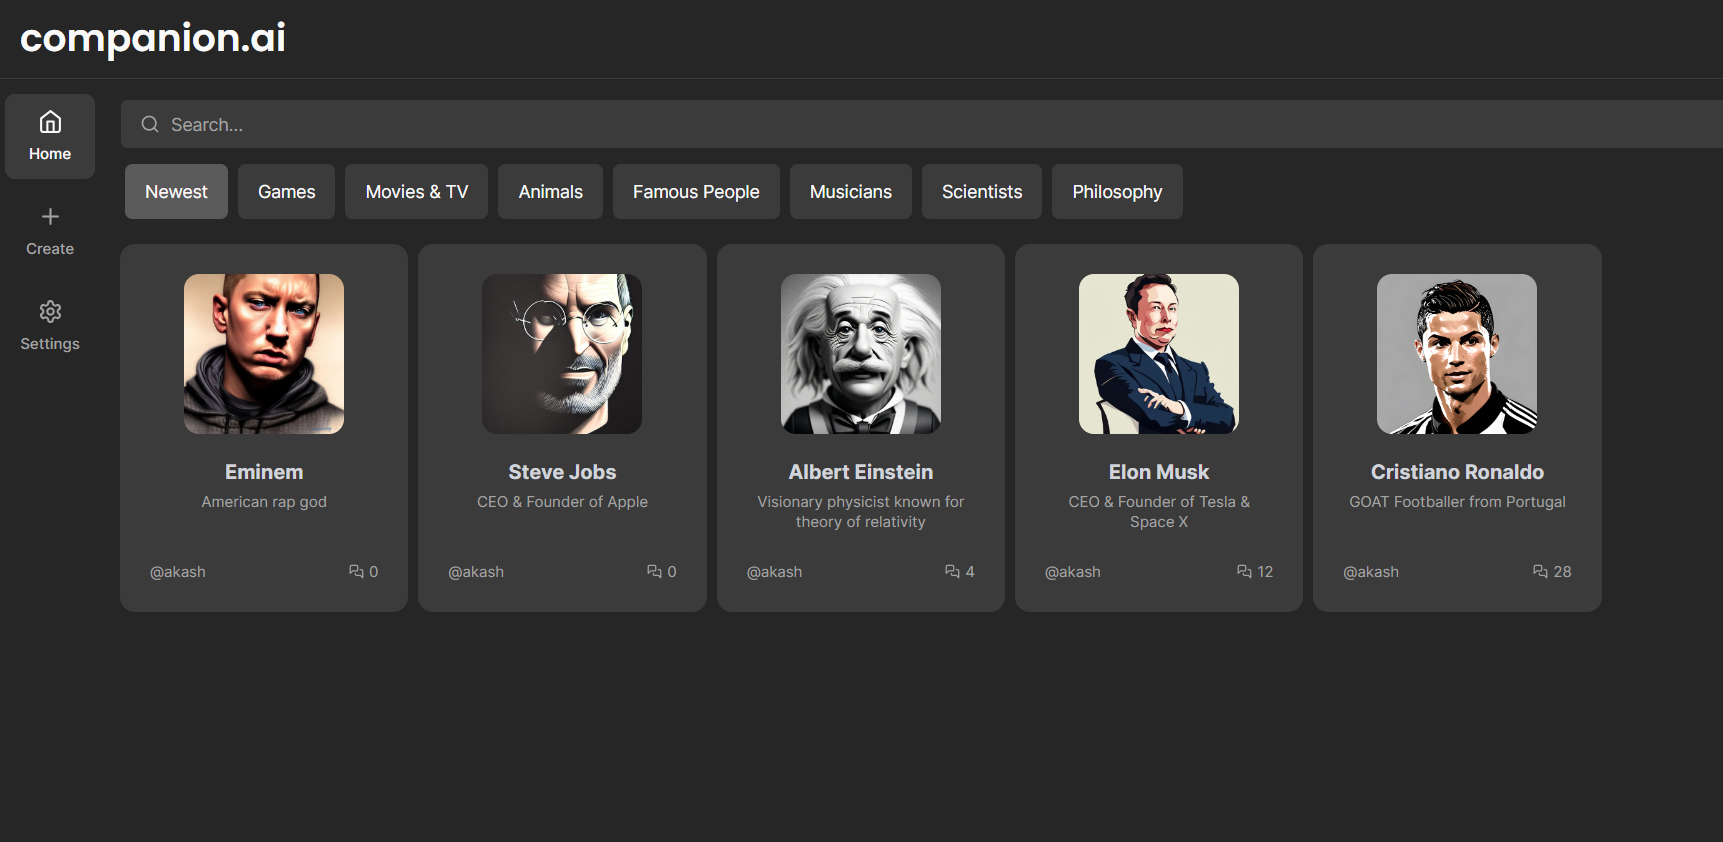 companion.ai
Home
Create
Settings
Search...
Newest
Games
Movies & TV
Animals
Famous People
Musicians
Scientists
Philosophy
Eminem
American rap god
@akash
0
Steve Jobs
CEO & Founder of Apple
@akash
0
Albert Einstein
Visionary physicist known for
theory of relativity
@akash
4
Elon Musk
CEO & Founder of Tesla &
Space X
@akash
12
Cristiano Ronaldo
GOAT Footballer from Portugal
@akash
28